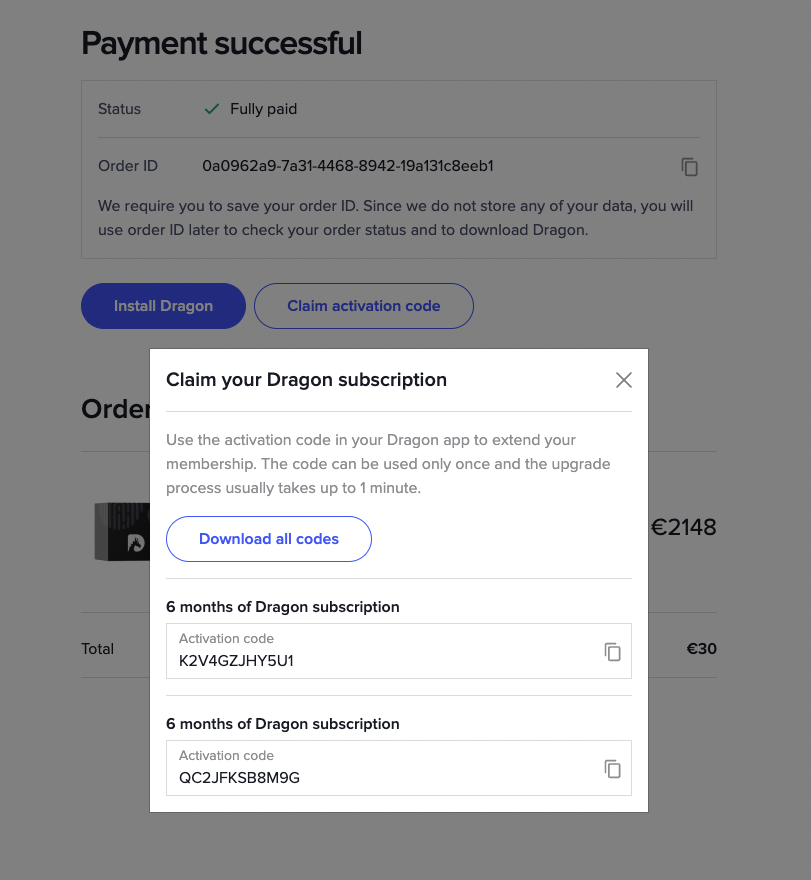 Payment successful
Status
Fully paid
Order ID
0a0962a9-7a31-4468-8942-19a131c8eeb1
We require you to save your order ID. Since we do not store any of your data, you will
use order ID later to check your order status and to download Dragon.
Install Dragon
Claim activation code
Order
€2148
Total
€30
Claim your Dragon subscription
Use the activation code in your Dragon app to extend your
membership. The code can be used only once and the upgrade
process usually takes up to 1 minute.
Download all codes
6 months of Dragon subscription
Activation code
K2V4GZJHY5U1
6 months of Dragon subscription
Activation code
QC2JFKSB8M9G